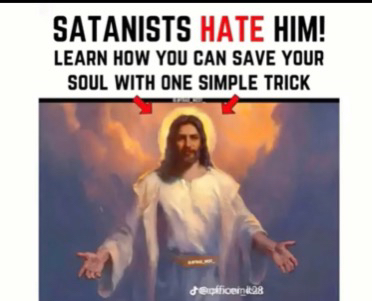 SATANISTS HATE HIM!
LEARN HOW YOU CAN SAVE YOUR
SOUL WITH ONE SIMPLE TRICK